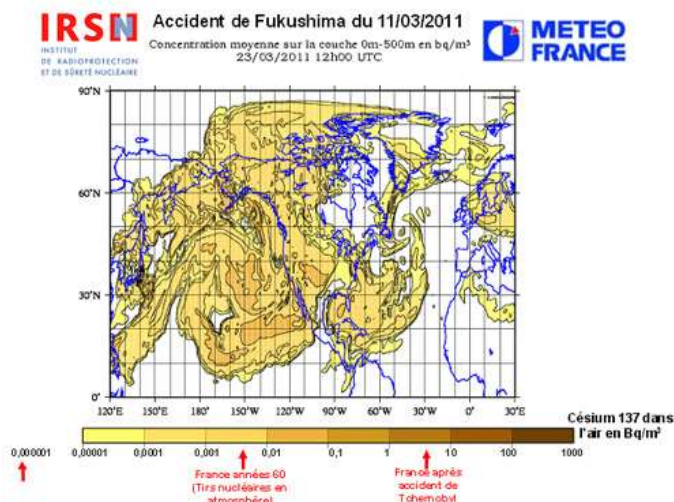 IRSN
INSTITUT
DE RADIOPROTECTION
ET DE SÛRETÉ NUCLÉAIRE
Accident de Fukushima du 11/03/2011
Concentration moyenne sur la couche 0m-500m en bq/m³
23/03/2011 12h00 UTC
METEO
FRANCE
90°N
60°N
30°N
0°
120°E 150°E 180°E 150°W 120°W 90°W 60°W 30°W 0° 30°E
Césium 137 dans
l'air en Bq/m³
0,000001 0,00001 0,0001 0,001 0,01 0,1 1 10 100 1000
France années 60
(Tirs nucléaires en
atmosphère)
France après
accident de
Tchernobyl